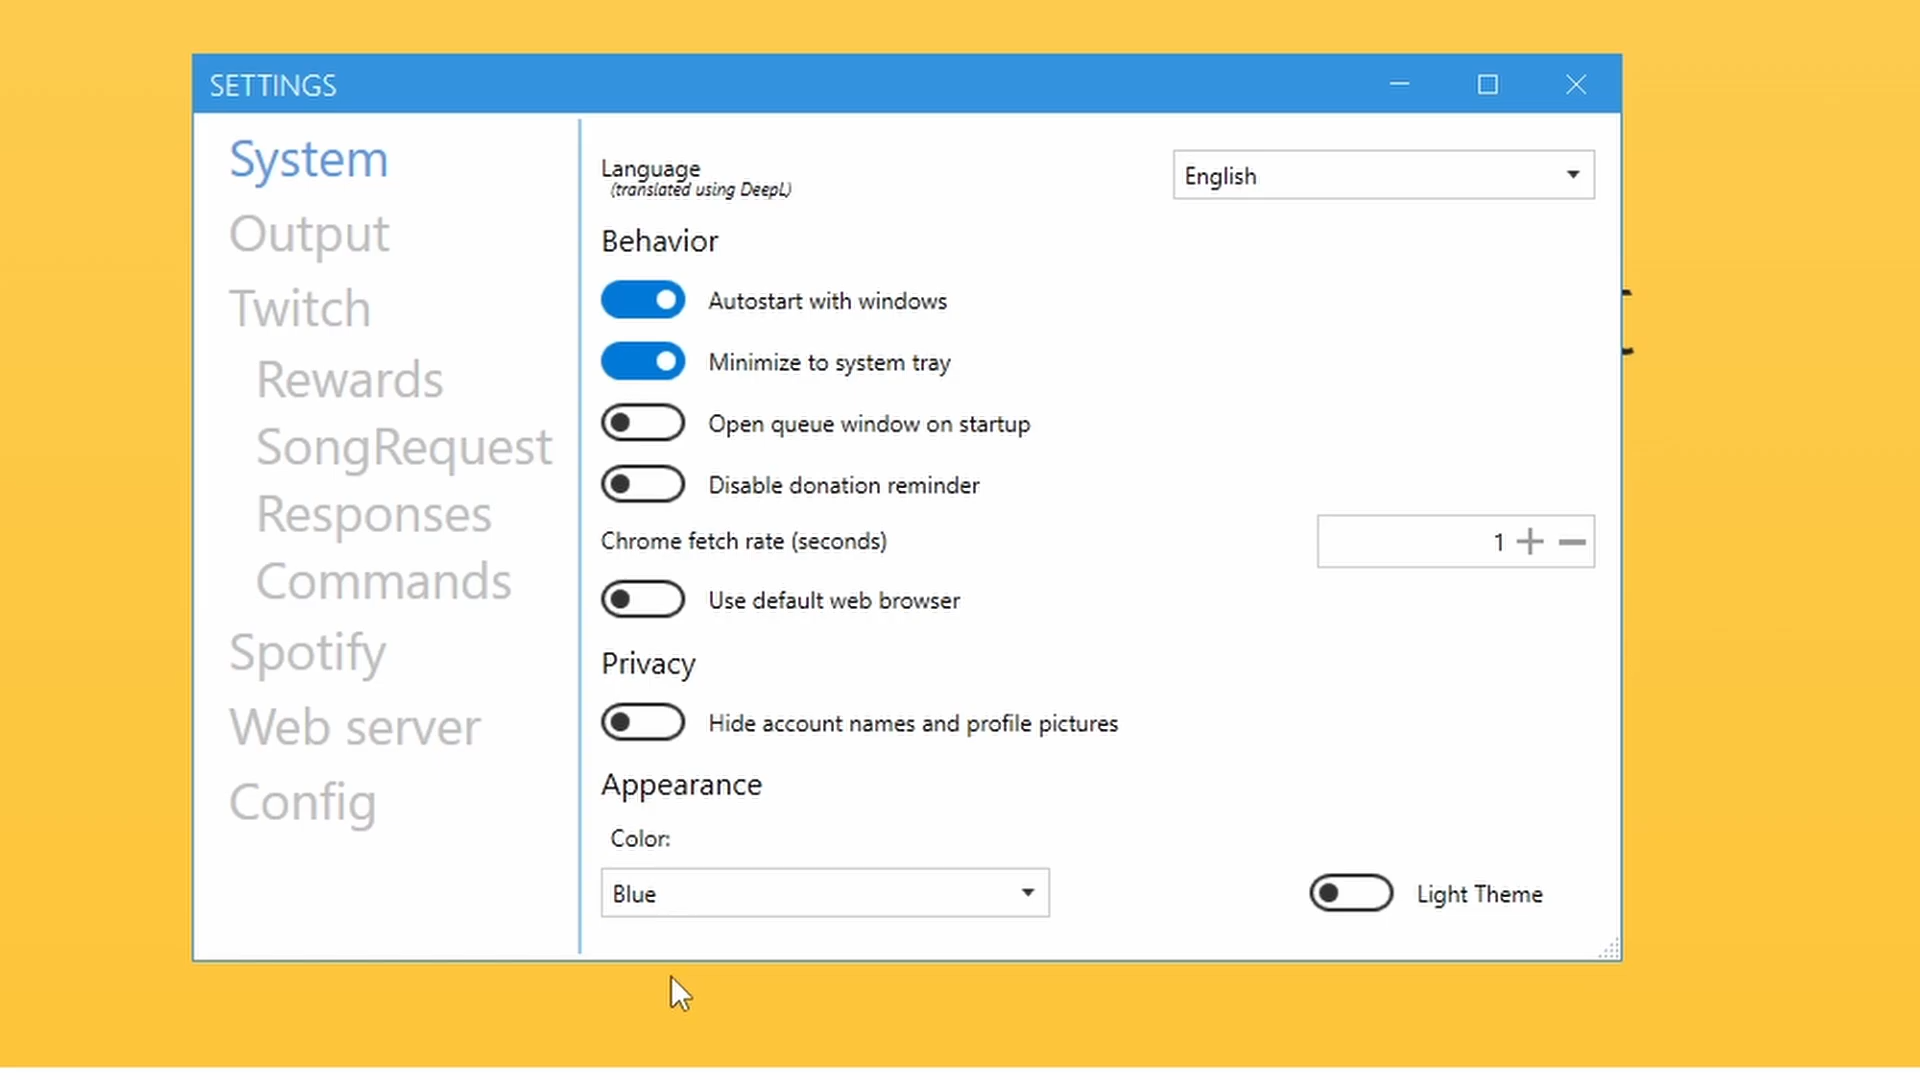 SETTINGS
System
Output
Twitch
Rewards
SongRequest
Responses
Commands
Spotify
Web server
Config
Language
(translated using DeepL)
English
Behavior
Autostart with windows
Minimize to system tray
Open queue window on startup
Disable donation reminder
Chrome fetch rate (seconds)
1
Use default web browser
Privacy
Hide account names and profile pictures
Appearance
Color:
Blue
Light Theme